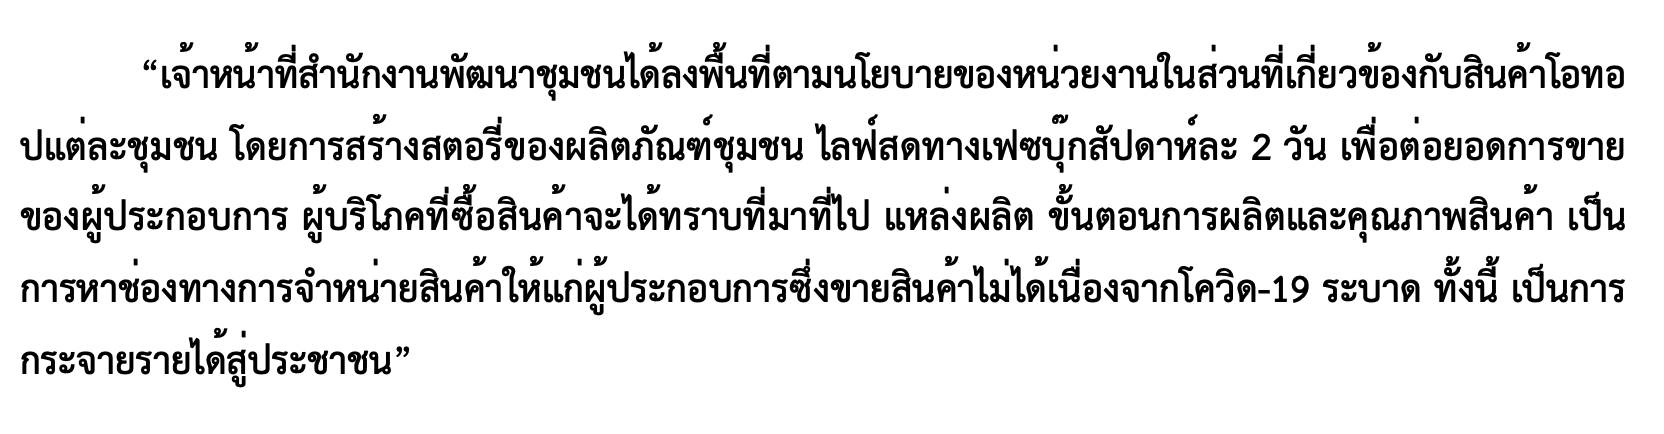 “เจ้าหน้าที่สำนักงานพัฒนาชุมชนได้ลงพื้นที่ตามนโยบายของหน่วยงานในส่วนที่เกี่ยวข้องกับสินค้าโอทอ
ปแต่ละชุมชน โดยการสร้างสตอรี่ของผลิตภัณฑ์ชุมชน ไลฟ์สดทางเฟซบุ๊กสัปดาห์ละ 2 วัน เพื่อต่อยอดการขาย
ของผู้ประกอบการ ผู้บริโภคที่ซื้อสินค้าจะได้ทราบที่มาที่ไป แหล่งผลิต ขั้นตอนการผลิตและคุณภาพสินค้า เป็น
การหาช่องทางการจำหน่ายสินค้าให้แก่ผู้ประกอบการซึ่งขายสินค้าไม่ได้เนื่องจากโควิด-19 ระบาด ทั้งนี้ เป็นการ
กระจายรายได้สู่ประชาชน”